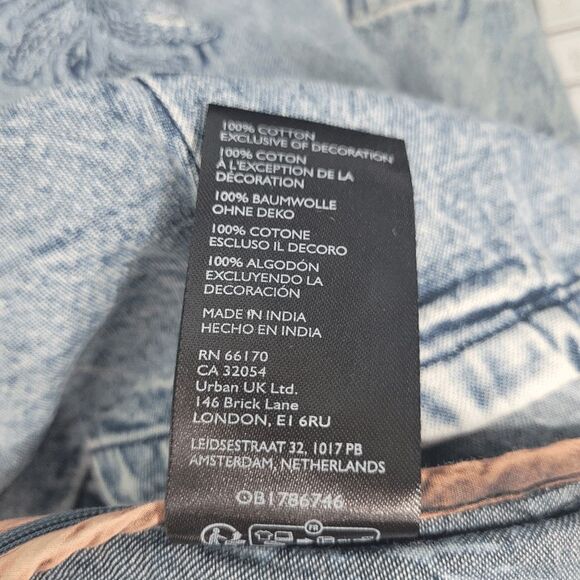 100% COTTON
EXCLUSIVE OF DECORATION
100% COTON
À L'EXCEPTION DE LA
DÉCORATION
100% BAUMWOLLE
OHNE DEKO
100% COTONE
ESCLUSO IL DECORO
100% ALGODÓN
EXCLUYENDO LA
DECORACIÓN
MADE IN INDIA
HECHO EN INDIA
RN 66170
CA 32054
Urban UK Ltd.
146 Brick Lane
LONDON, E1 6RU
LEIDSESTRAAT 32, 1017 PB
AMSTERDAM, NETHERLANDS
OB1786746
FR